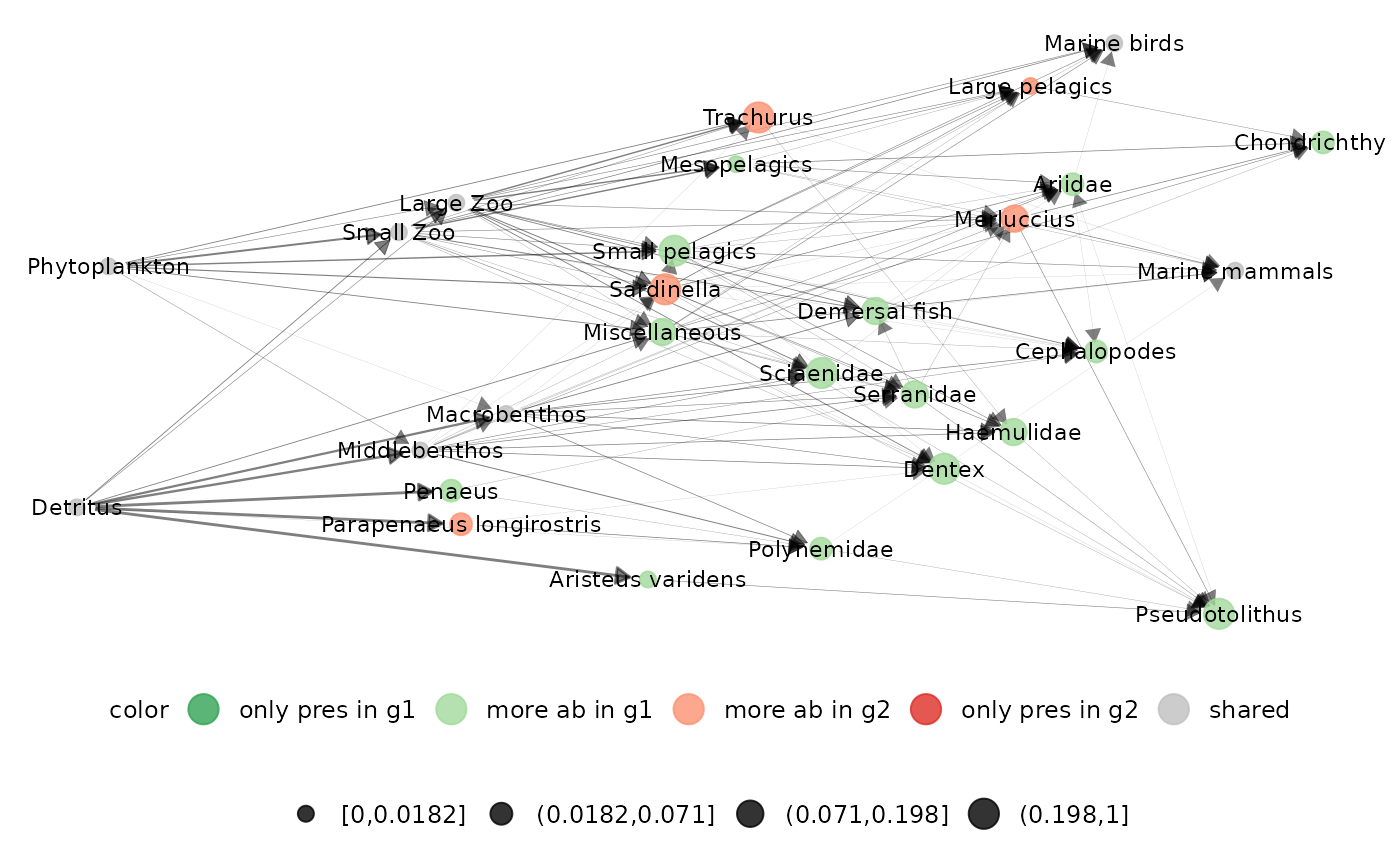 Marine birds
Large pelagics
Trachurus
Chondrichthy
Mesopelagics
Ariidae
Large Zoo
Merluccius
Small Zoo
Small pelagics
Phytoplankton
Marine mammals
Sardinella
Demersal fish
Miscellaneous
Cephalopodes
Sciaenidae
Serranidae
Macrobenthos
Haemulidae
Middlebenthos
Dentex
Penaeus
Detritus
Parapenaeus longirostris
Polynemidae
Aristeus varidens
Pseudotolithus
color only pres in g1 more ab in g1 more ab in g2 only pres in g2 shared
[0,0.0182] (0.0182,0.071] (0.071,0.198] (0.198,1]